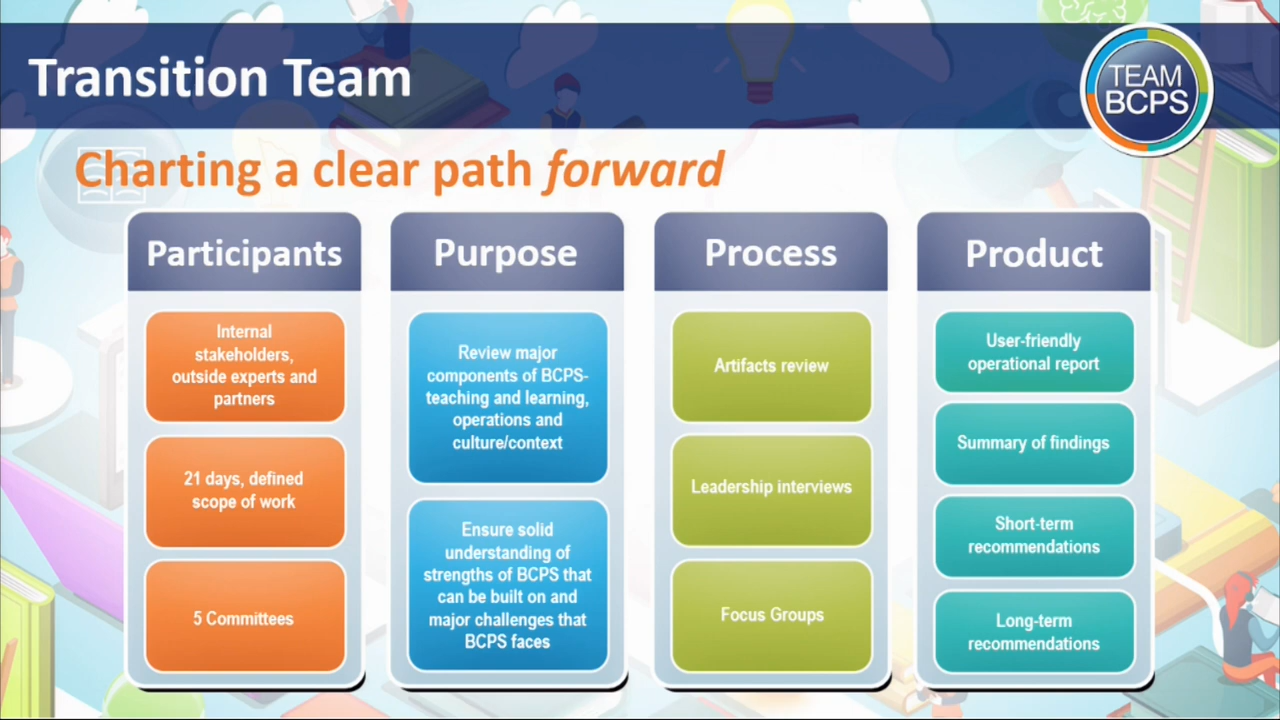 Transition Team
TEAM
BCPS
Charting a clear path forward
Participants
Internal
stakeholders,
outside experts and
partners
21 days, defined
scope of work
5 Committees
Purpose
Review major
components of BCPS-
teaching and learning,
operations and
culture/context
Ensure solid
understanding of
strengths of BCPS that
can be built on and
major challenges that
BCPS faces
Process
Artifacts review
Leadership interviews
Focus Groups
Product
User-friendly
operational report
Summary of findings
Short-term
recommendations
Long-term
recommendations